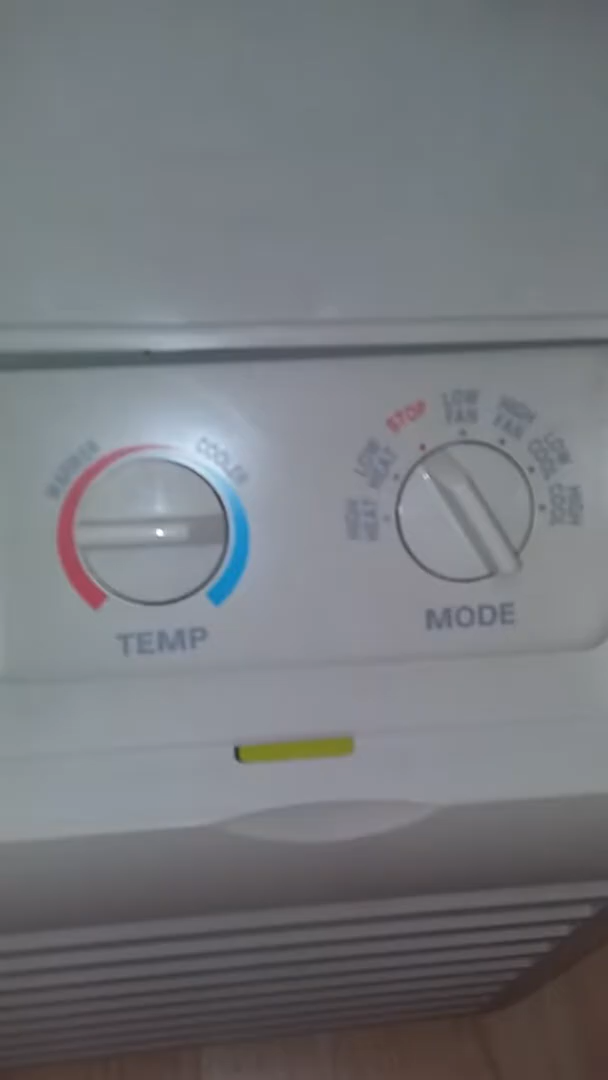 WARMER
COOLER
TEMP
HIGH HEAT
LOW HEAT
STOP
LOW FAN
HIGH FAN
LOW COOL
HIGH COOL
MODE